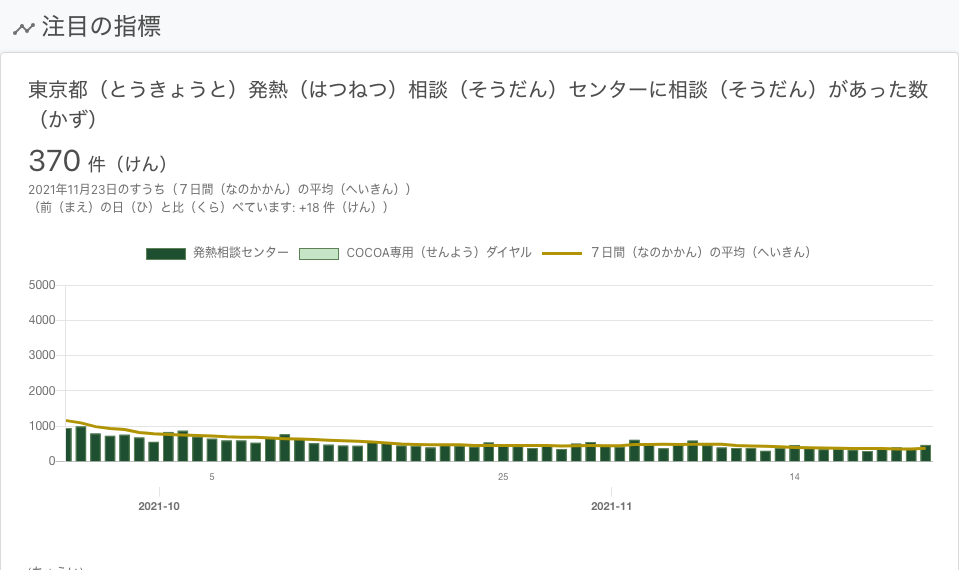 注目の指標
東京都（とうきょうと）発熱（はつねつ）相談（そうだん）センターに相談（そうだん）があった数
（かず）
370 件（けん）
2021年11月23日のすうち（７日間（なのかかん）の平均（へいきん））
（前（まえ）の日（ひ）と比（くら）べています: +18 件（けん））
発熱相談センター COCOA専用（せんよう）ダイヤル ７日間（なのかかん）の平均（へいきん）
5000
4000
3000
2000
1000
0
5 25 14
2021-10 2021-11